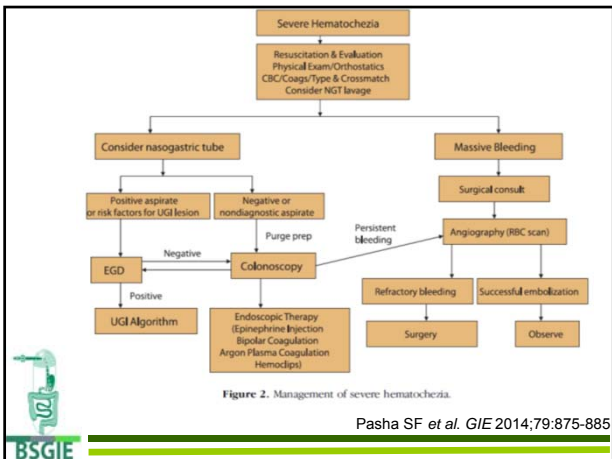 Severe Hematochezia
Resuscitation & Evaluation
Physical Exam/Orthostatics
CBC/Coags/Type & Crossmatch
Consider NGT lavage
Consider nasogastric tube
Massive Bleeding
Positive aspirate
or risk factors for UGI lesion
Negative or
nondiagnostic aspirate
Surgical consult
Purge prep
Persistent
bleeding
Angiography (RBC scan)
Negative
EGD
Colonoscopy
Positive
Refractory bleeding
Successful embolization
UGI Algorithm
Endoscopic Therapy
(Epinephrine Injection
Bipolar Coagulation
Argon Plasma Coagulation
Hemoclips)
Surgery
Observe
Figure 2. Management of severe hematochezia.
Pasha SF et al. GIE 2014;79:875-885
BSGIE